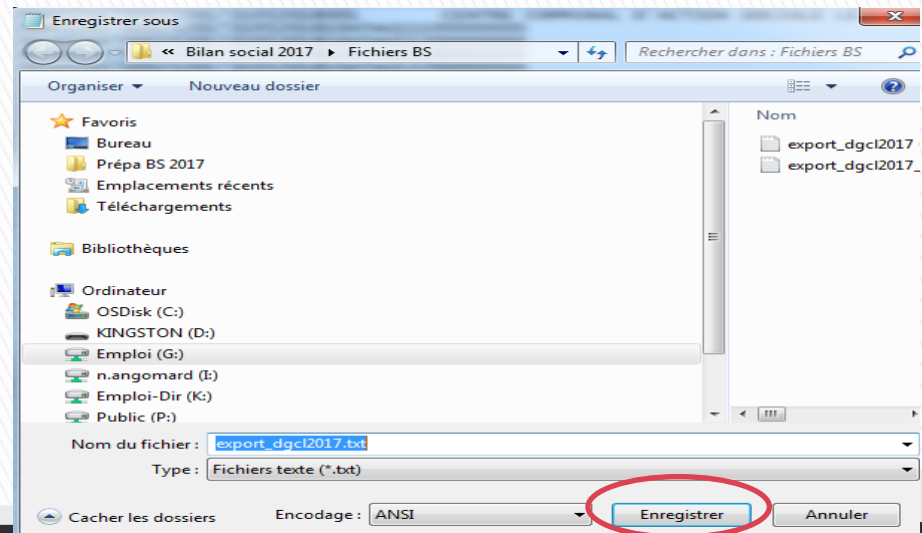 Enregistrer sous
« Bilan social 2017 ▸ Fichiers BS
Rechercher dans : Fichiers BS
Organiser
Nouveau dossier
Favoris
Bureau
Prépa BS 2017
Emplacements récents
Téléchargements
Bibliothèques
Ordinateur
OSDisk (C:)
KINGSTON (D:)
Emploi (G:)
n.angomard (I:)
Emploi-Dir (K:)
Public (P:)
Nom
export_dgcl2017
export_dgcl2017_
Nom du fichier : export_dgcl2017.txt
Type : Fichiers texte (*.txt)
Cacher les dossiers
Encodage : ANSI
Enregistrer
Annuler